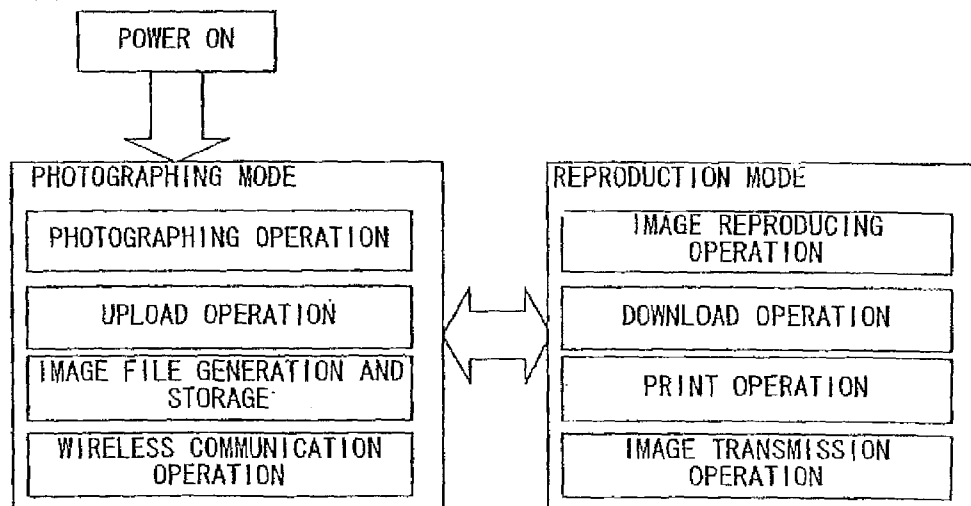 POWER ON
PHOTOGRAPHING MODE
PHOTOGRAPHING OPERATION
UPLOAD OPERATION
IMAGE FILE GENERATION AND
STORAGE
WIRELESS COMMUNICATION
OPERATION
REPRODUCTION MODE
IMAGE REPRODUCING
OPERATION
DOWNLOAD OPERATION
PRINT OPERATION
IMAGE TRANSMISSION
OPERATION